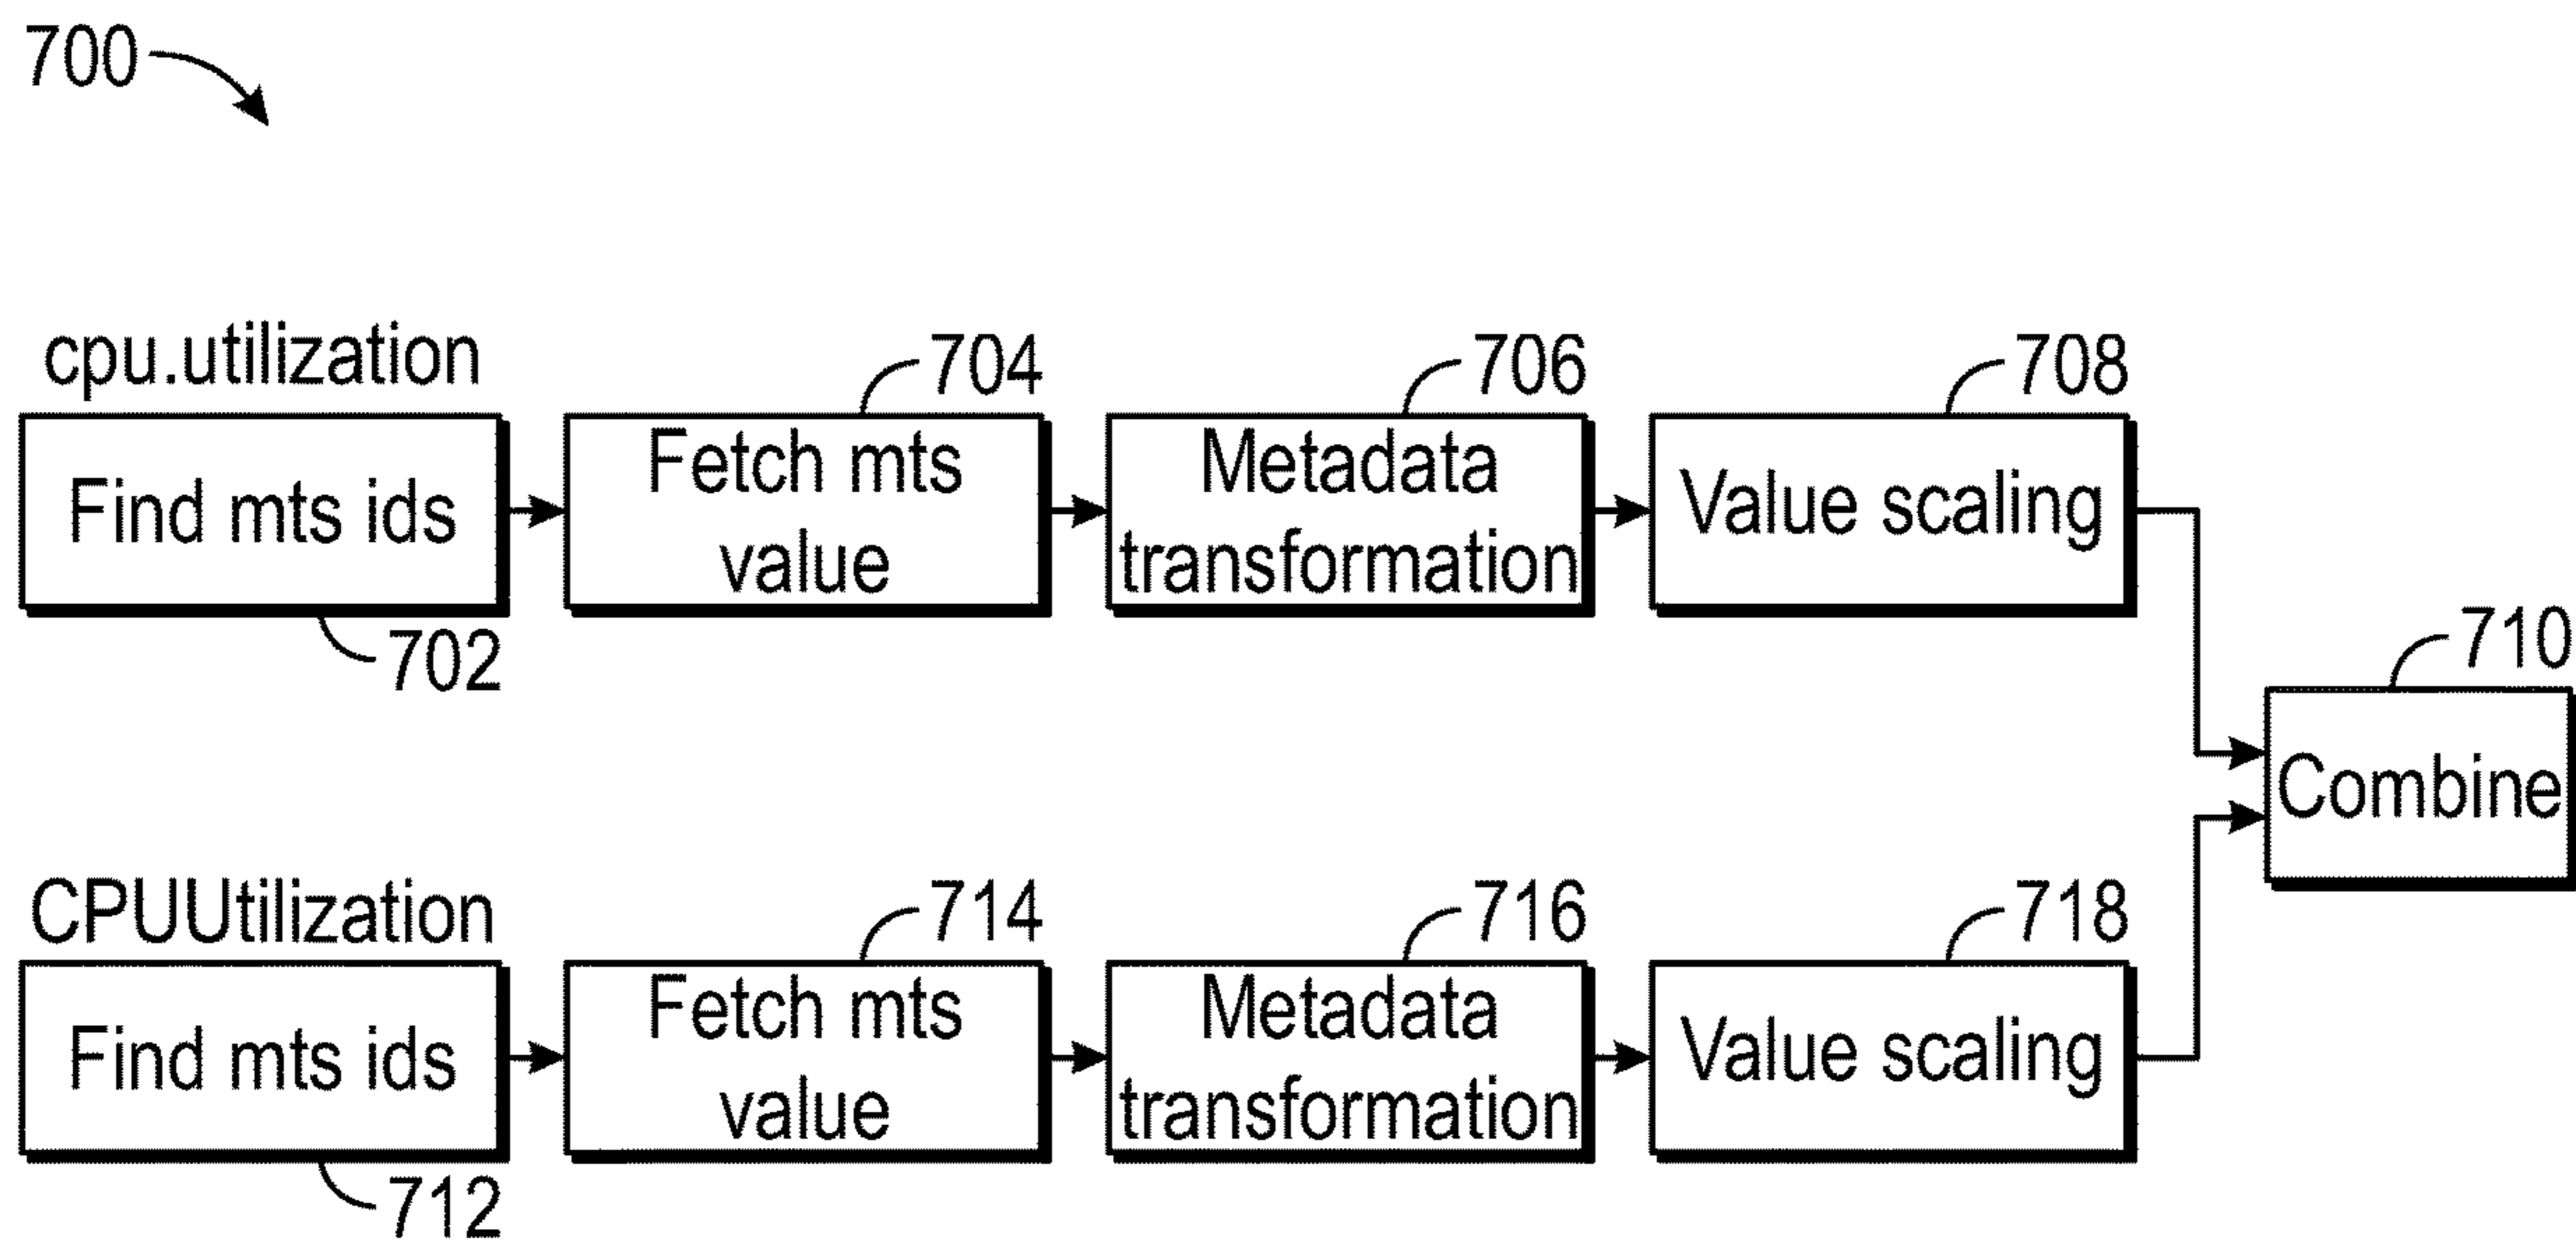 700
cpu.utilization
704
706
708
Find mts ids
Fetch mts
value
Metadata
transformation
Value scaling
702
710
Combine
CPUUtilization
714
716
718
Find mts ids
Fetch mts
value
Metadata
transformation
Value scaling
712